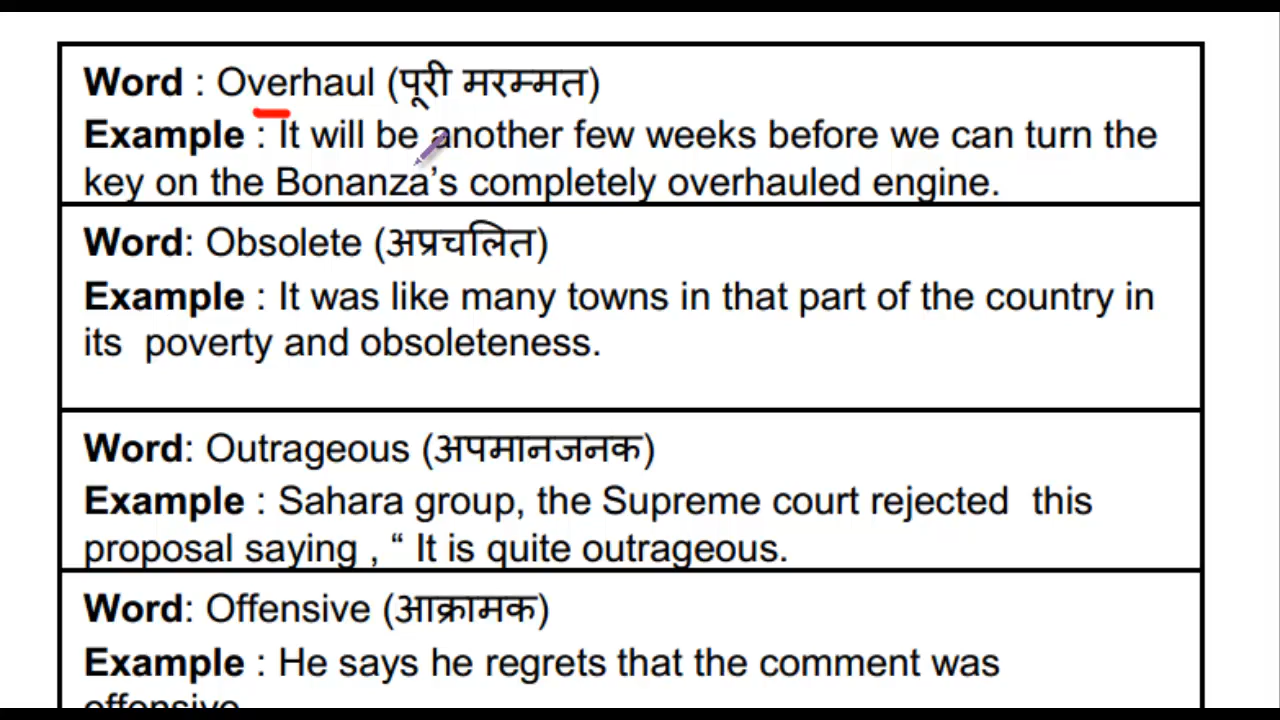 Word : Overhaul (पूरी मरम्मत)
Example : It will be another few weeks before we can turn the
key on the Bonanza’s completely overhauled engine.
Word: Obsolete (अप्रचलित)
Example : It was like many towns in that part of the country in
its  poverty and obsoleteness.
Word: Outrageous (अपमानजनक)
Example : Sahara group, the Supreme court rejected  this
proposal saying , “ It is quite outrageous.
Word: Offensive (आक्रामक)
Example : He says he regrets that the comment was
offensive